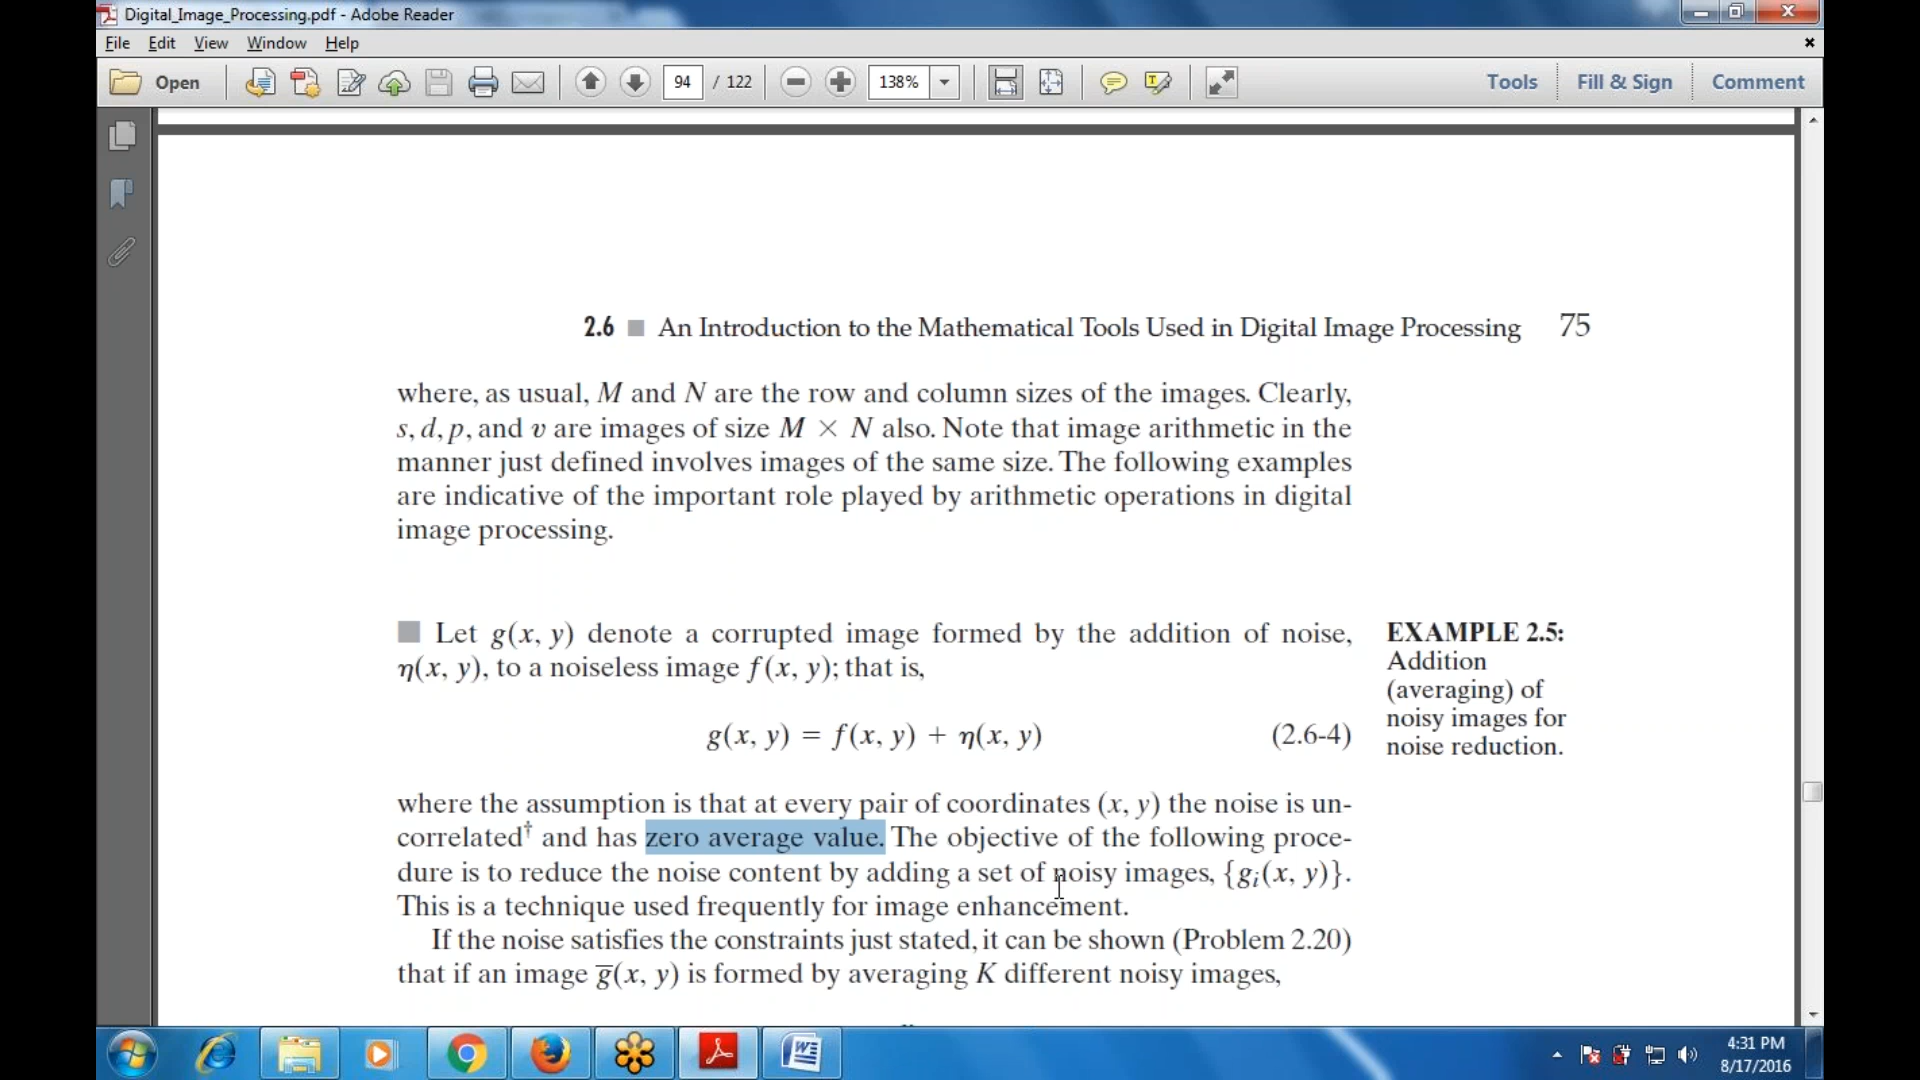 Digital_Image_Processing.pdf - Adobe Reader
File Edit View Window Help
Open 94 / 122 138% Tools Fill & Sign Comment
2.6 ■ An Introduction to the Mathematical Tools Used in Digital Image Processing 75
where, as usual, M and N are the row and column sizes of the images. Clearly,
s, d, p, and v are images of size M × N also. Note that image arithmetic in the
manner just defined involves images of the same size. The following examples
are indicative of the important role played by arithmetic operations in digital
image processing.
■ Let g(x, y) denote a corrupted image formed by the addition of noise,
η(x, y), to a noiseless image f(x, y); that is,
g(x, y) = f(x, y) + η(x, y) (2.6-4)
where the assumption is that at every pair of coordinates (x, y) the noise is un-
correlated† and has zero average value. The objective of the following proce-
dure is to reduce the noise content by adding a set of noisy images, {gᵢ(x, y)}.
This is a technique used frequently for image enhancement.
If the noise satisfies the constraints just stated, it can be shown (Problem 2.20)
that if an image g̅(x, y) is formed by averaging K different noisy images,
EXAMPLE 2.5:
Addition
(averaging) of
noisy images for
noise reduction.
4:31 PM
8/17/2016